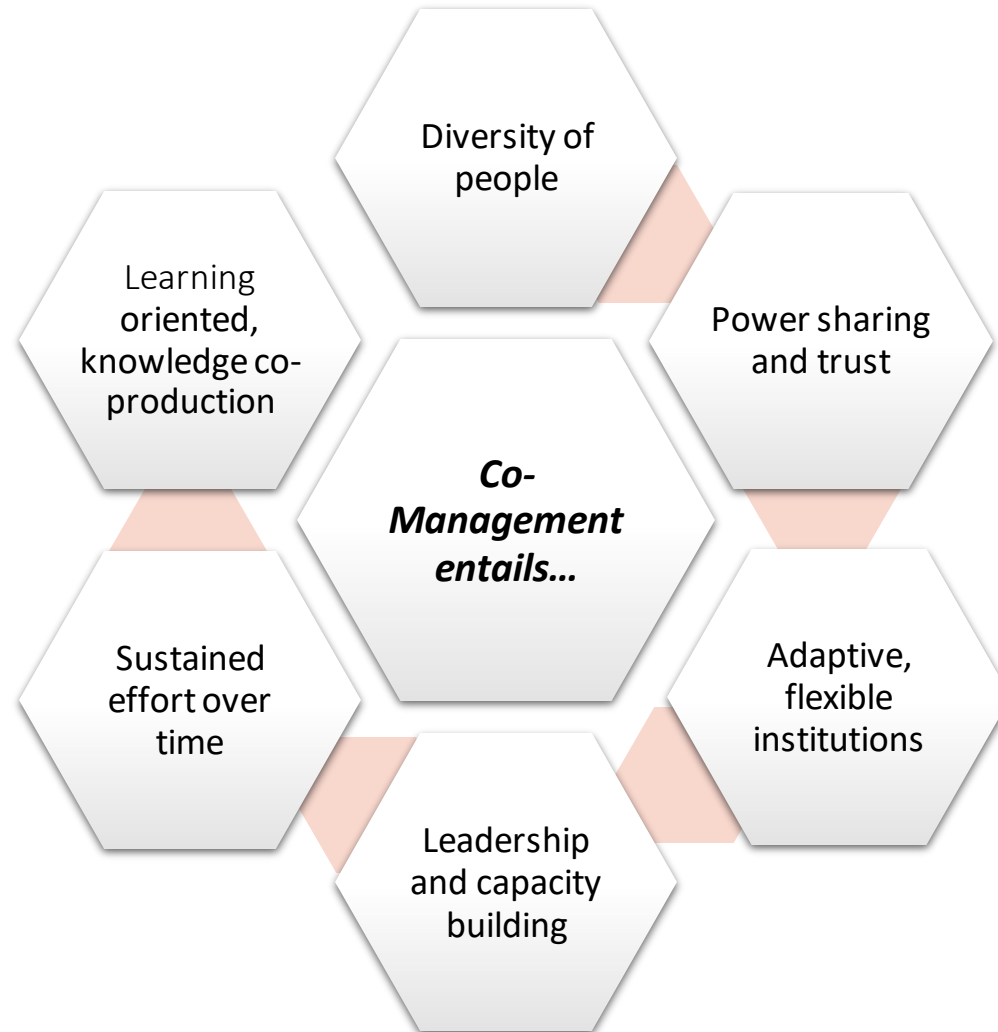 Diversity of
people
Power sharing
and trust
Adaptive,
flexible
institutions
Leadership
and capacity
building
Sustained
effort over
time
Learning
oriented,
knowledge co-
production
Co-
Management
entails...